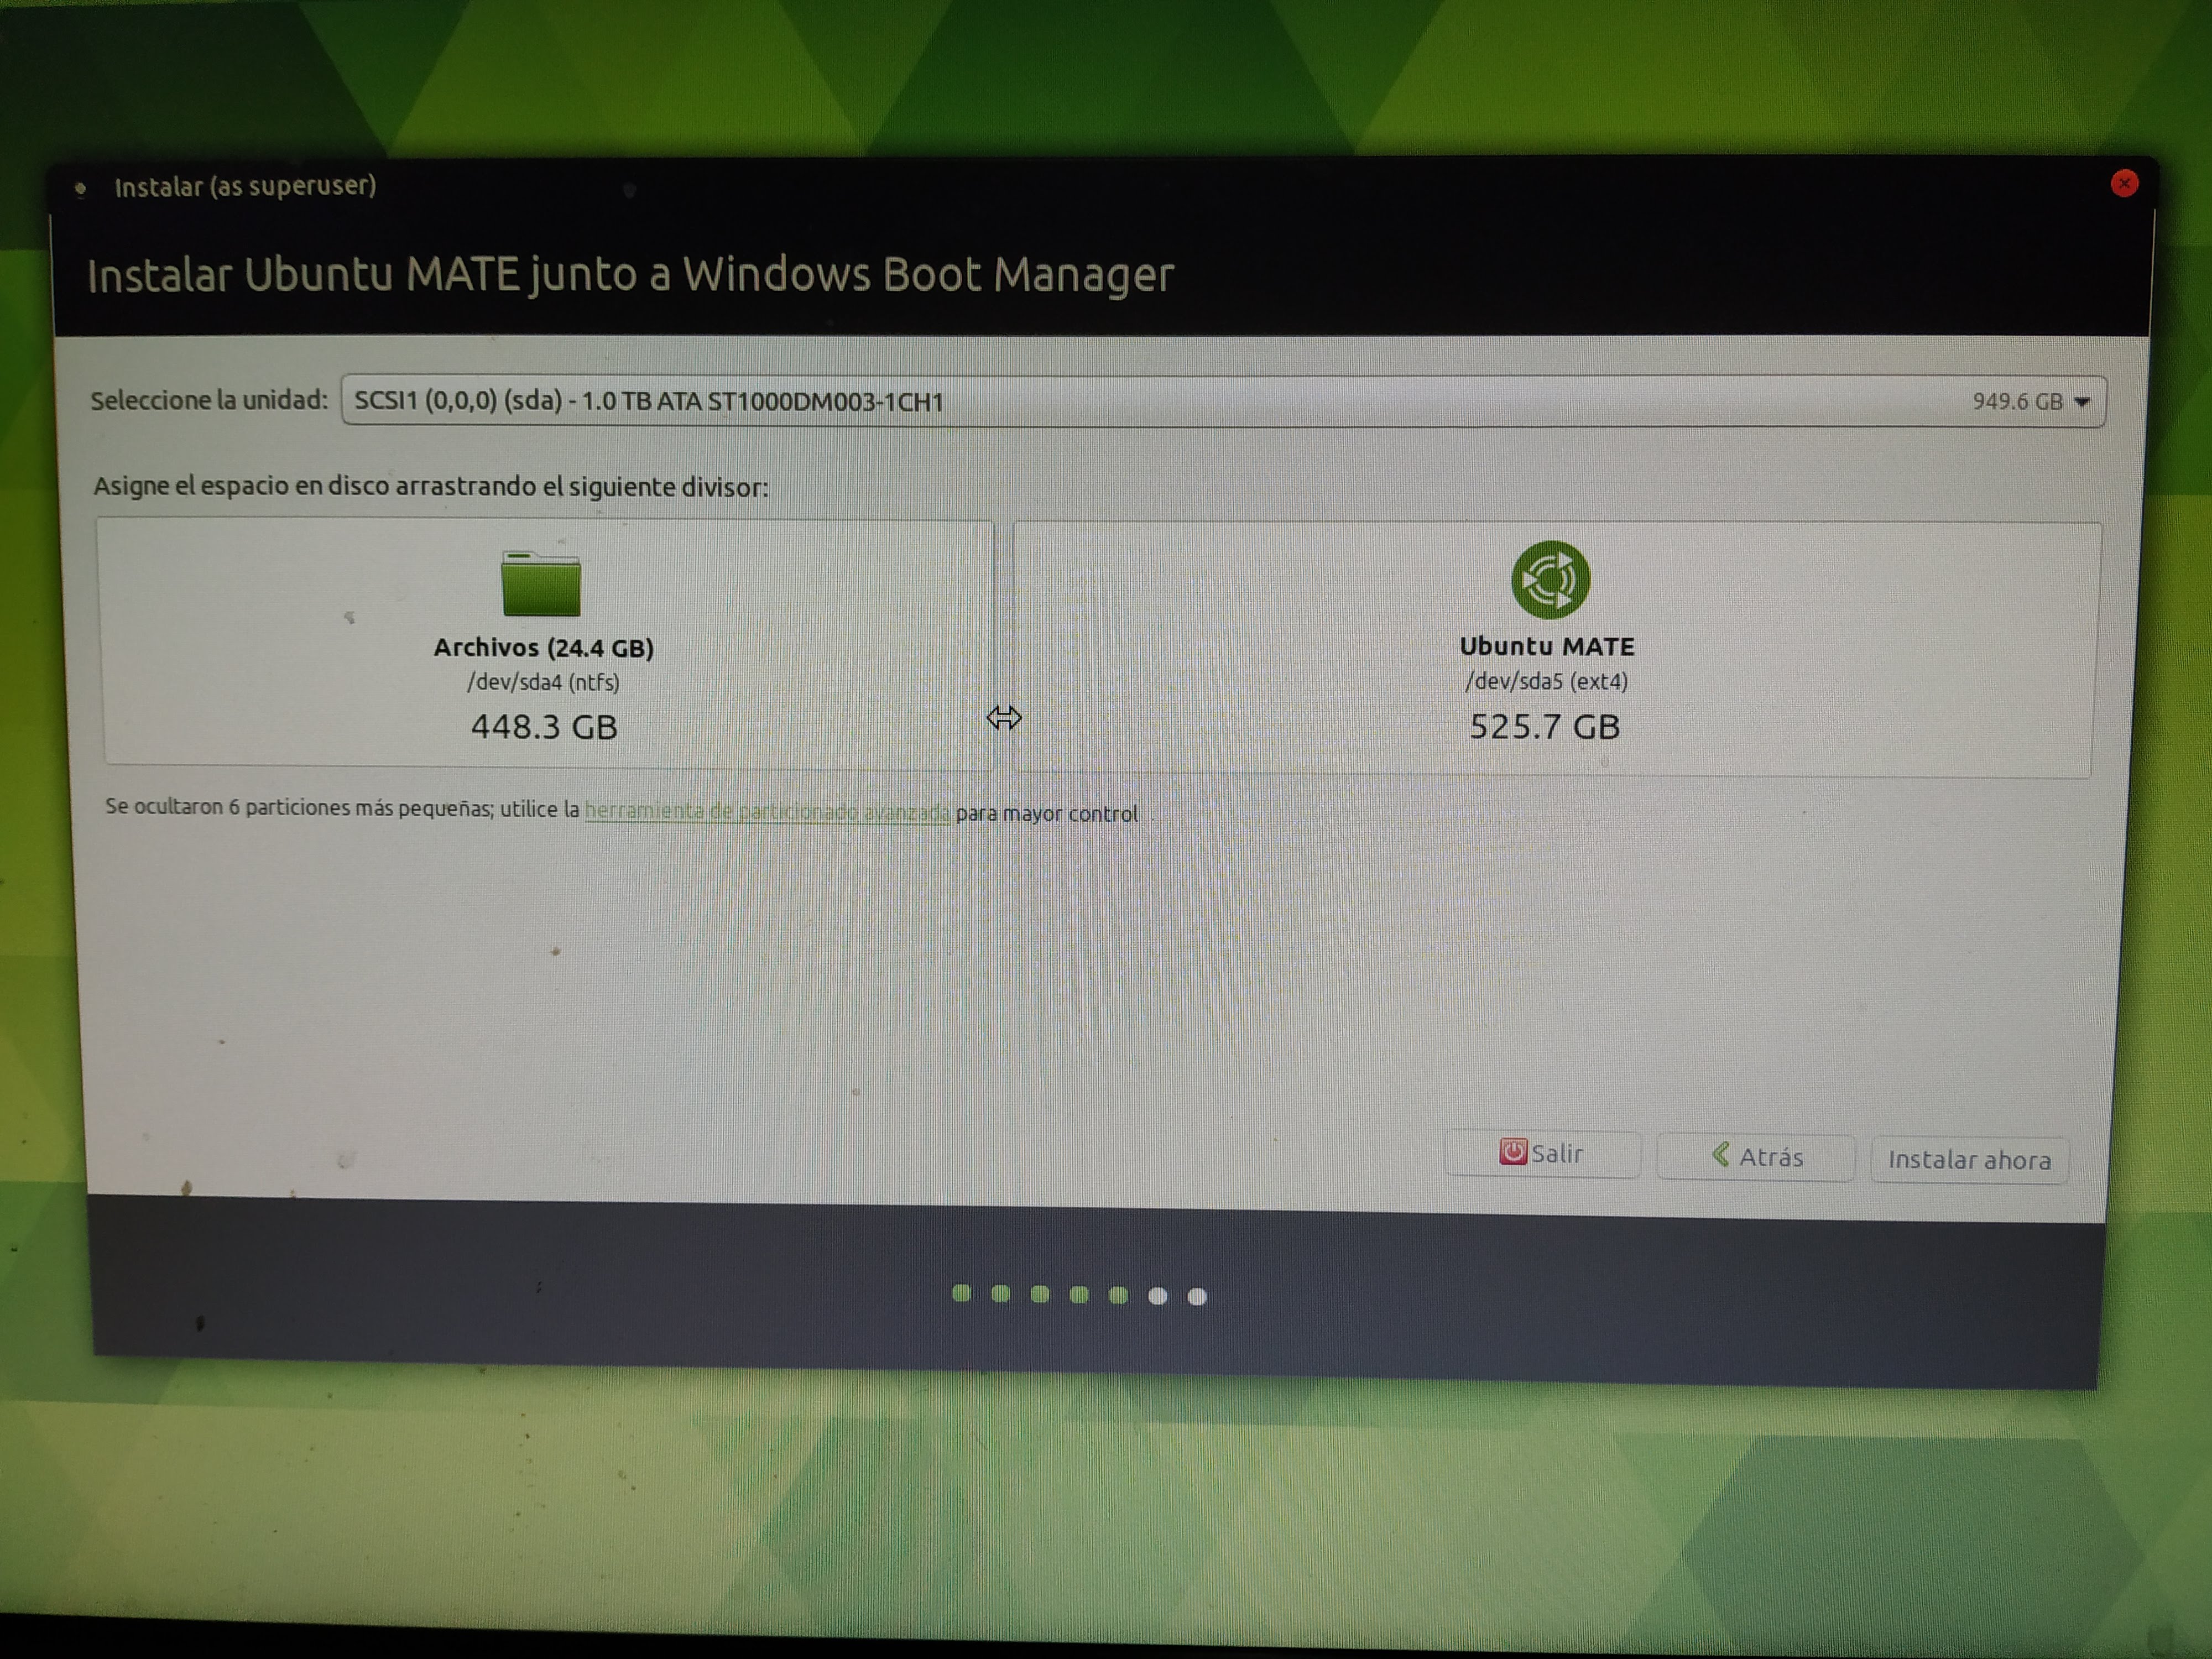 Instalar (as superuser)
Instalar Ubuntu MATE junto a Windows Boot Manager
Seleccione la unidad: SCSI1 (0,0,0) (sda) - 1.0 TB ATA ST1000DM003-1CH1 949.6 GB
Asigne el espacio en disco arrastrando el siguiente divisor:
Archivos (24.4 GB)
/dev/sda4 (ntfs)
448.3 GB
Ubuntu MATE
/dev/sda5 (ext4)
525.7 GB
Se ocultaron 6 particiones más pequeñas; utilice la herramienta de particionado avanzada para mayor control
Salir
Atrás
Instalar ahora